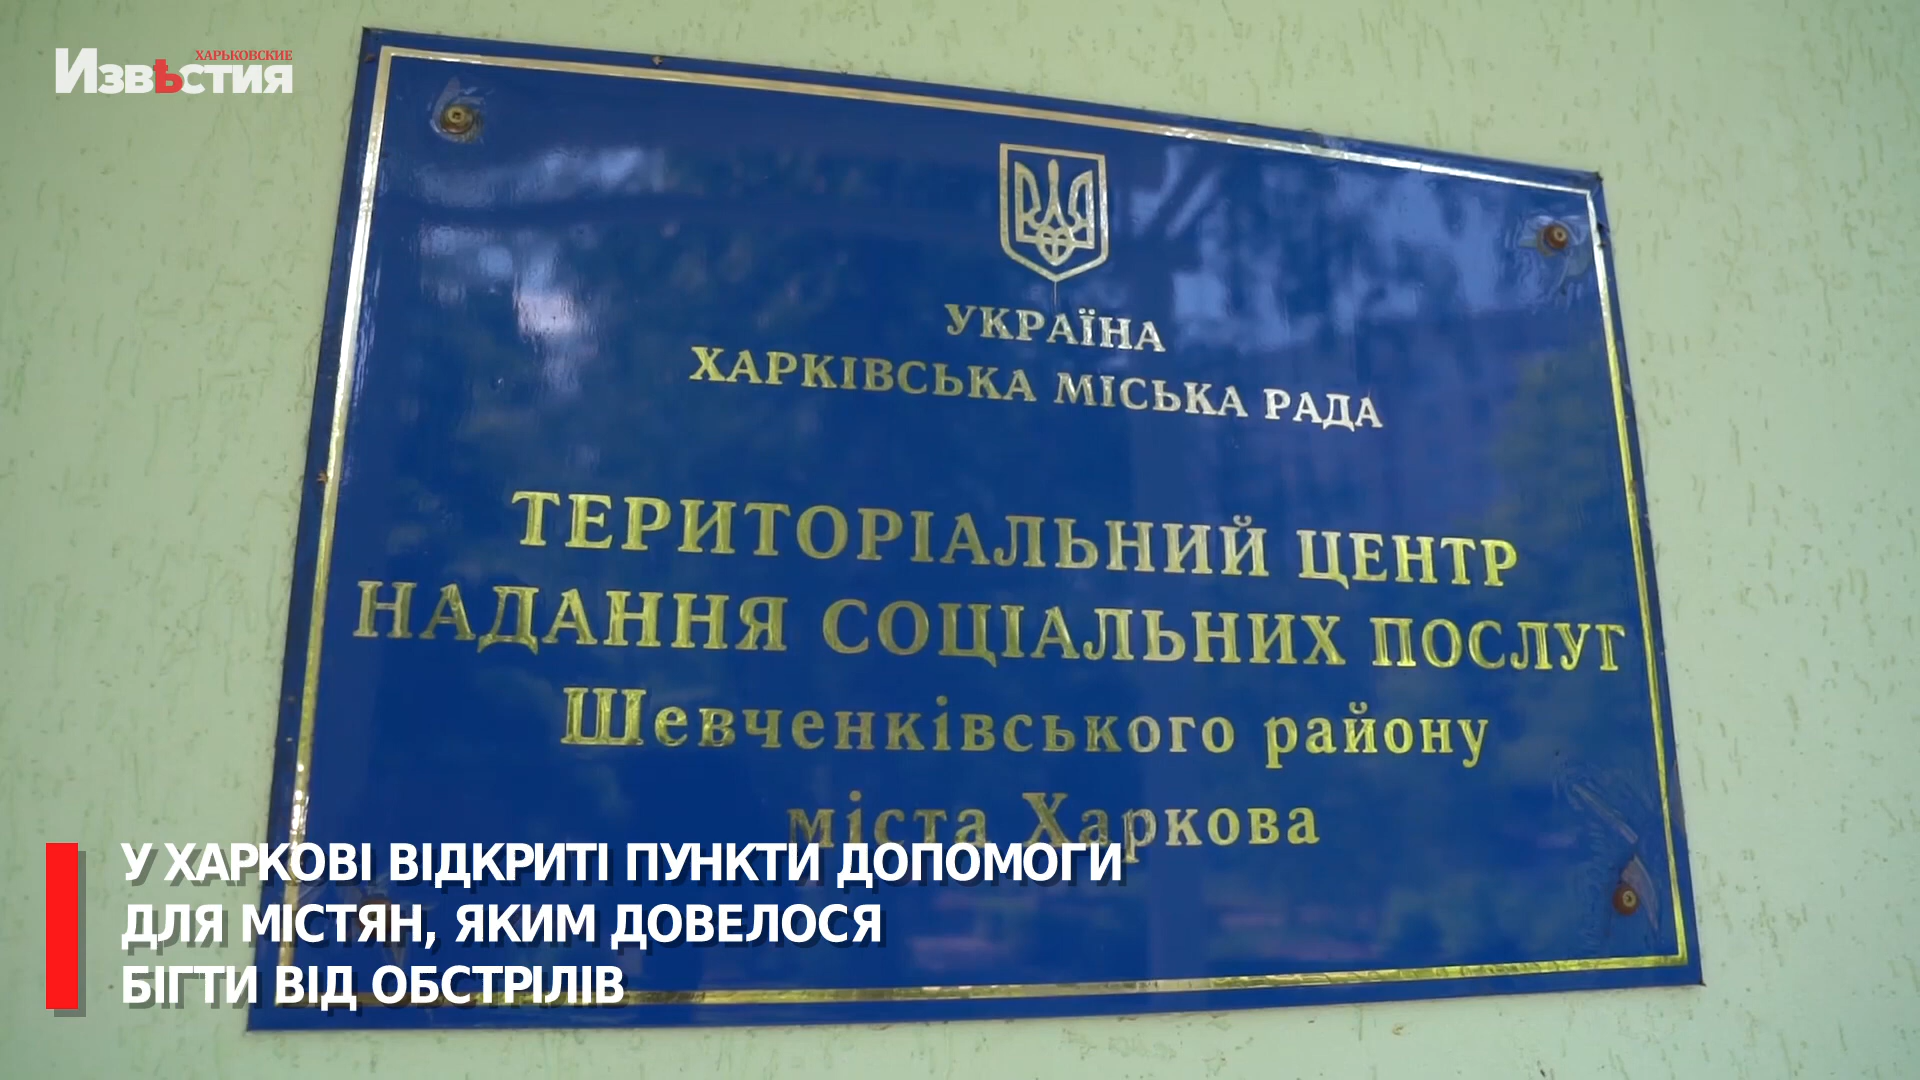 ХАРЬКОВСКИЕ
ИзвѢстия
УКРАЇНА
ХАРКІВСЬКА МІСЬКА РАДА
ТЕРИТОРІАЛЬНИЙ ЦЕНТР
НАДАННЯ СОЦІАЛЬНИХ ПОСЛУГ
Шевченківського району
міста Харкова
У ХАРКОВІ ВІДКРИТІ ПУНКТИ ДОПОМОГИ
ДЛЯ МІСТЯН, ЯКИМ ДОВЕЛОСЯ
БІГТИ ВІД ОБСТРІЛІВ